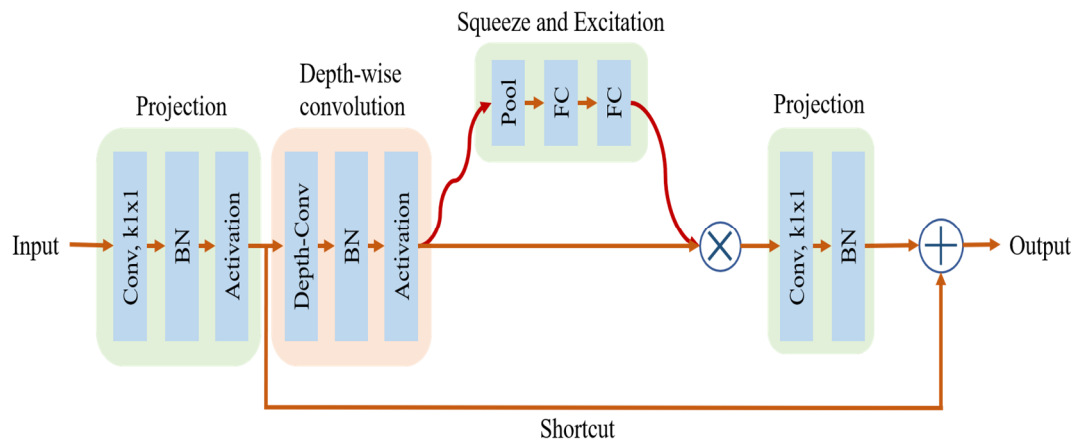 Squeeze and Excitation
Pool
FC
FC
Depth-wise
convolution
Projection
Projection
Input
Conv, k1x1
BN
Activation
Depth-Conv
BN
Activation
Conv, k1x1
BN
Output
Shortcut